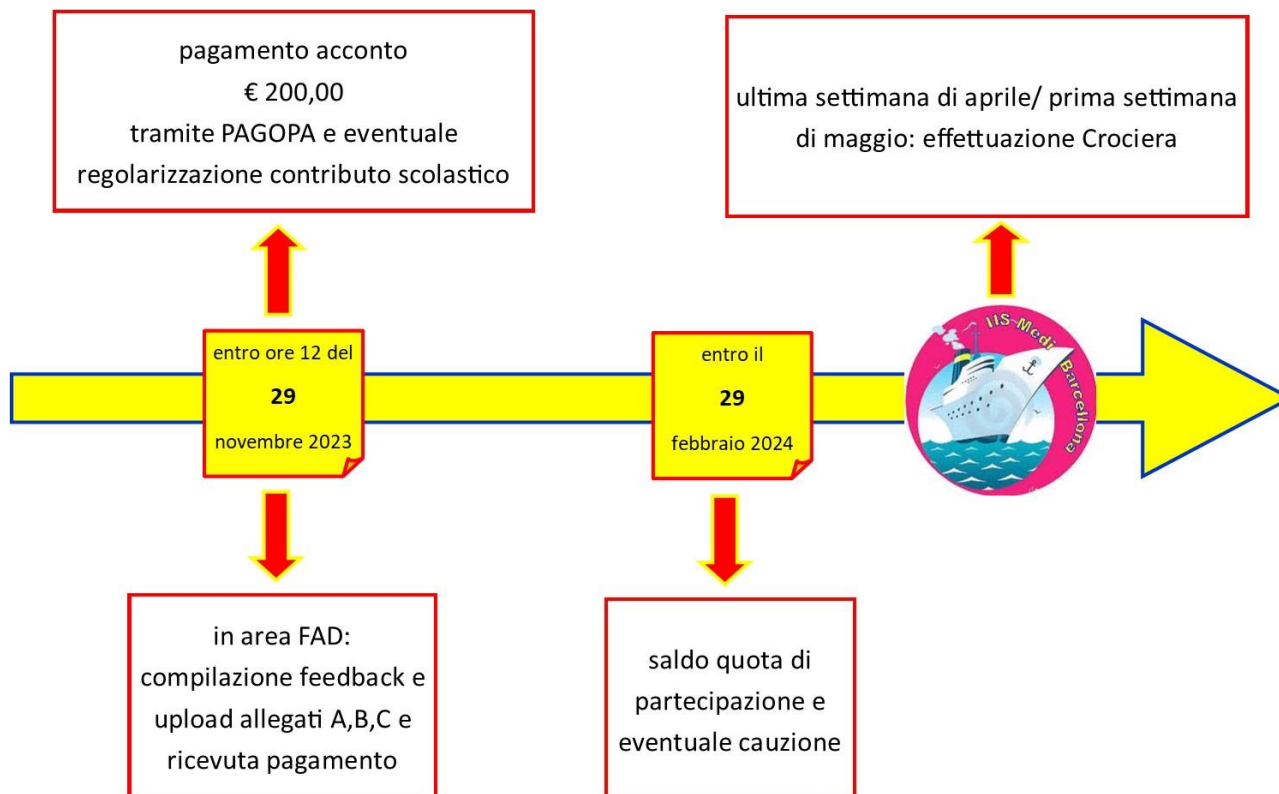 pagamento acconto
€ 200,00
tramite PAGOPA e eventuale
regolarizzazione contributo scolastico
ultima settimana di aprile/ prima settimana
di maggio: effettuazione Crociera
entro ore 12 del
29
novembre 2023
entro il
29
febbraio 2024
IIS-Medi Barcellona
in area FAD:
compilazione feedback e
upload allegati A,B,C e
ricevuta pagamento
saldo quota di
partecipazione e
eventuale cauzione